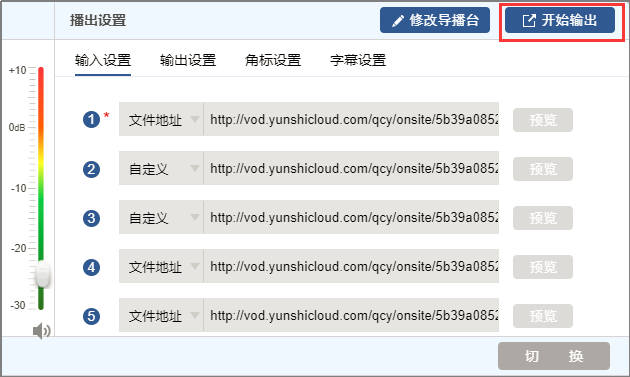 播出设置 修改导播台 开始输出
输入设置 输出设置 角标设置 字幕设置
+10
1 * 文件地址 http://vod.yunshicloud.com/qcy/onsite/5b39a0852 预览
0dB
2 自定义 http://vod.yunshicloud.com/qcy/onsite/5b39a0852 预览
-10
3 自定义 http://vod.yunshicloud.com/qcy/onsite/5b39a0852 预览
-20
4 文件地址 http://vod.yunshicloud.com/qcy/onsite/5b39a0852 预览
-30
5 文件地址 http://vod.yunshicloud.com/qcy/onsite/5b39a0852 预览
切 换